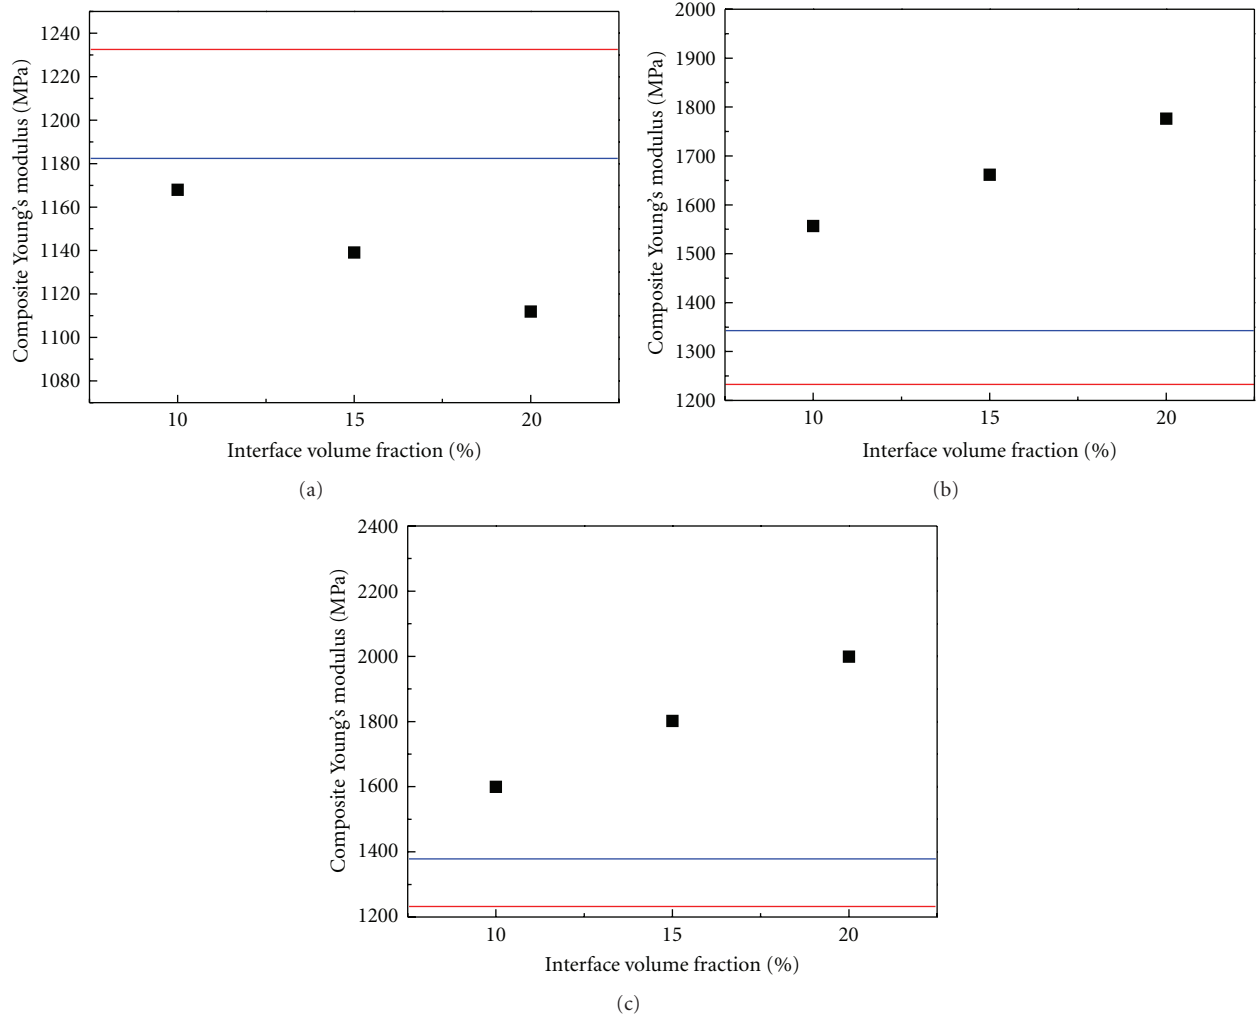 Composite Young's modulus (MPa)
1240
1220
1200
1180
1160
1140
1120
1100
1080
10 15 20
Interface volume fraction (%)
(a)
Composite Young's modulus (MPa)
2000
1900
1800
1700
1600
1500
1400
1300
1200
10 15 20
Interface volume fraction (%)
(b)
Composite Young's modulus (MPa)
2400
2200
2000
1800
1600
1400
1200
10 15 20
Interface volume fraction (%)
(c)